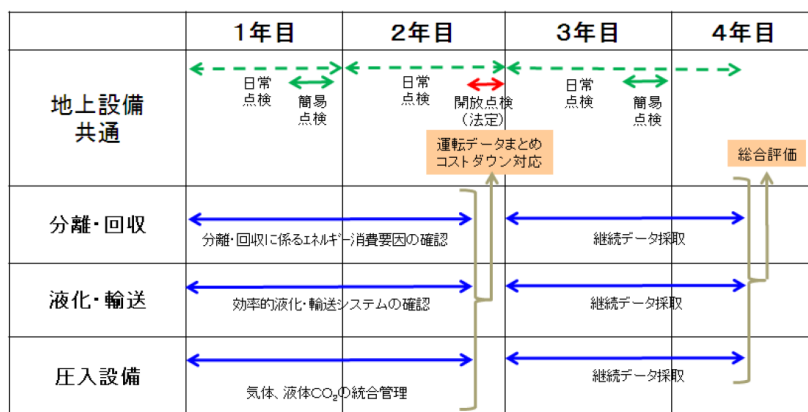 1年目 2年目 3年目 4年目
地上設備
共通
日常
点検
簡易
点検
日常
点検
開放点検
(法定)
日常
点検
簡易
点検
運転データまとめ
コストダウン対応
総合評価
分離・回収
分離・回収に係るエネルギー消費要因の確認
継続データ採取
液化・輸送
効率的液化・輸送システムの確認
継続データ採取
圧入設備
気体、液体CO₂の統合管理
継続データ採取